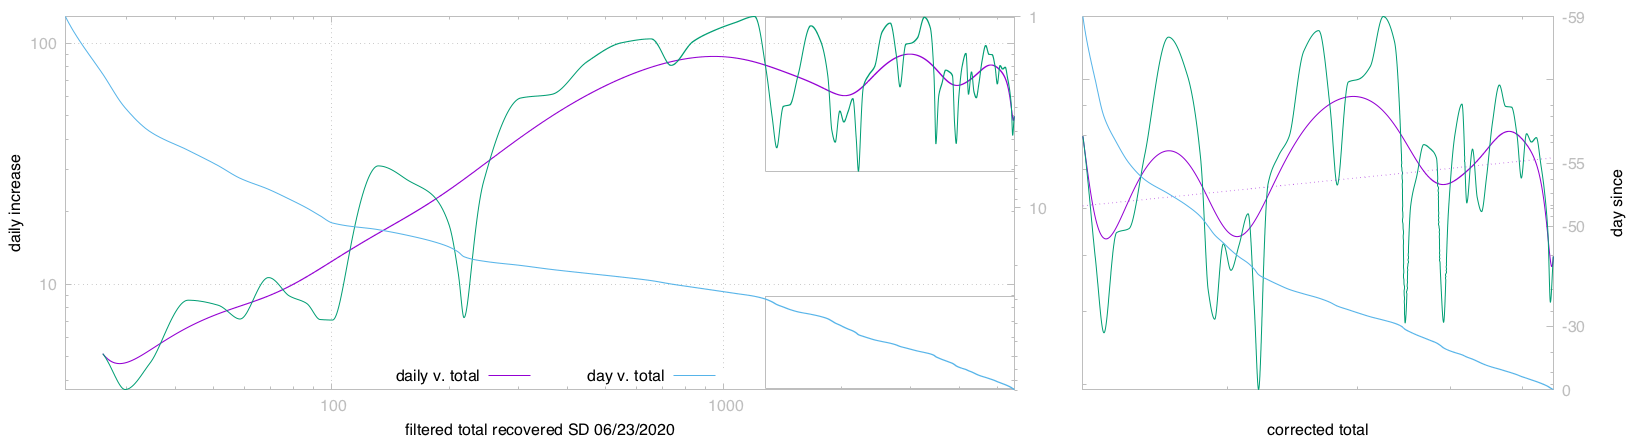 daily increase
100
10
daily v. total
day v. total
100
1000
filtered total recovered SD 06/23/2020
1
10
10
corrected total
-59
-55
-50
-30
0
day since